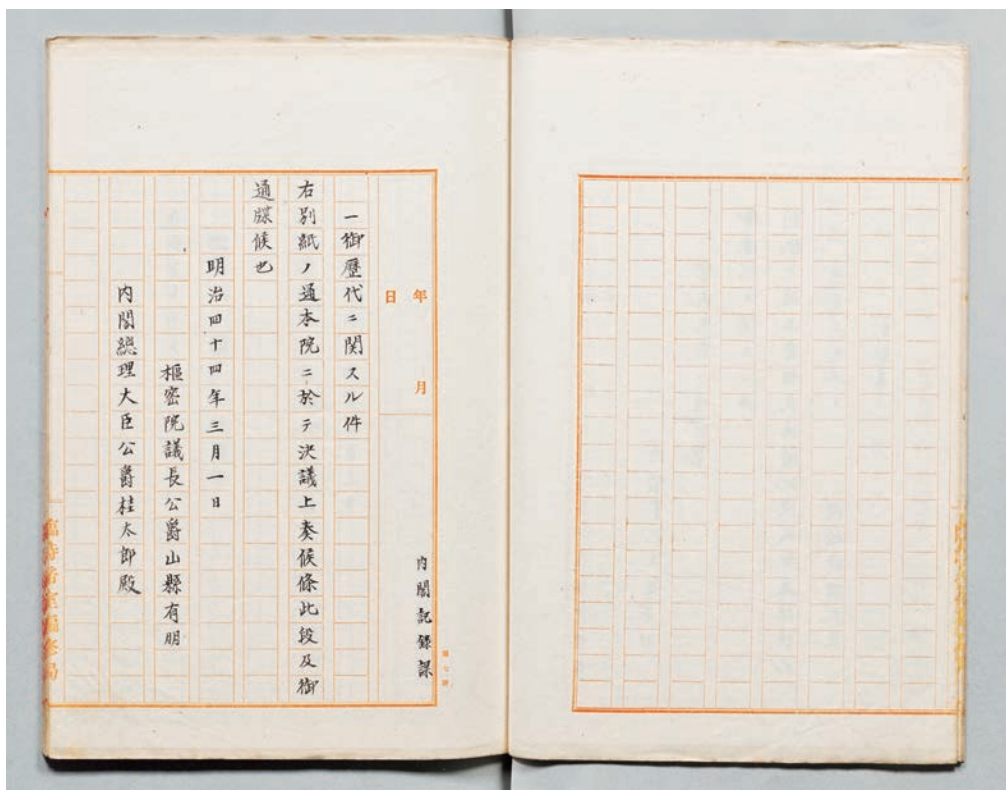 年　月
日
内閣記録課
一御歴代ニ関スル件
右別紙ノ通本院ニ於テ決議上奏候條此段及御
通牒候也
明治四十四年三月一日
樞密院議長公爵山縣有朋
内閣總理大臣公爵桂太郎殿